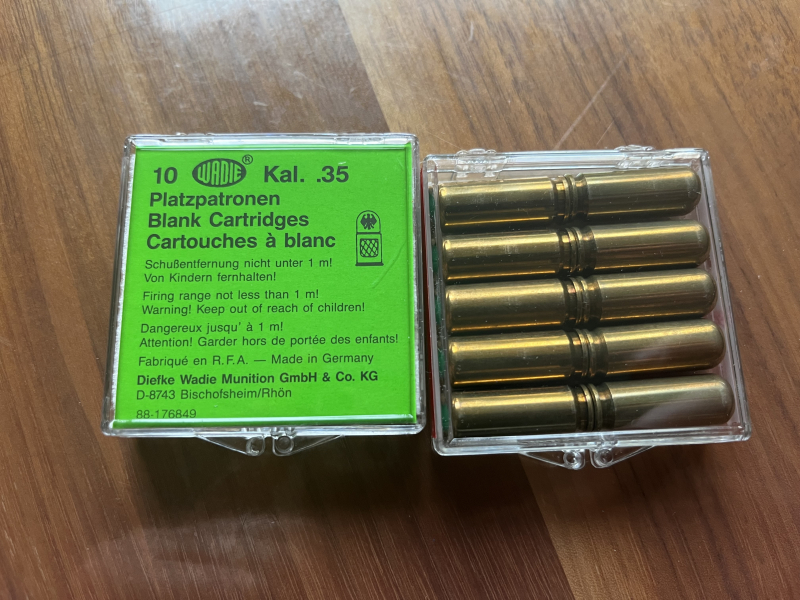 10 WADIE® Kal. .35
Platzpatronen
Blank Cartridges
Cartouches à blanc
Schußentfernung nicht unter 1 m!
Von Kindern fernhalten!
Firing range not less than 1 m!
Warning! Keep out of reach of children!
Dangereux jusqu' à 1 m!
Attention! Garder hors de portée des enfants!
Fabriqué en R.F.A. — Made in Germany
Diefke Wadie Munition GmbH & Co. KG
D-8743 Bischofsheim/Rhön
88-176849